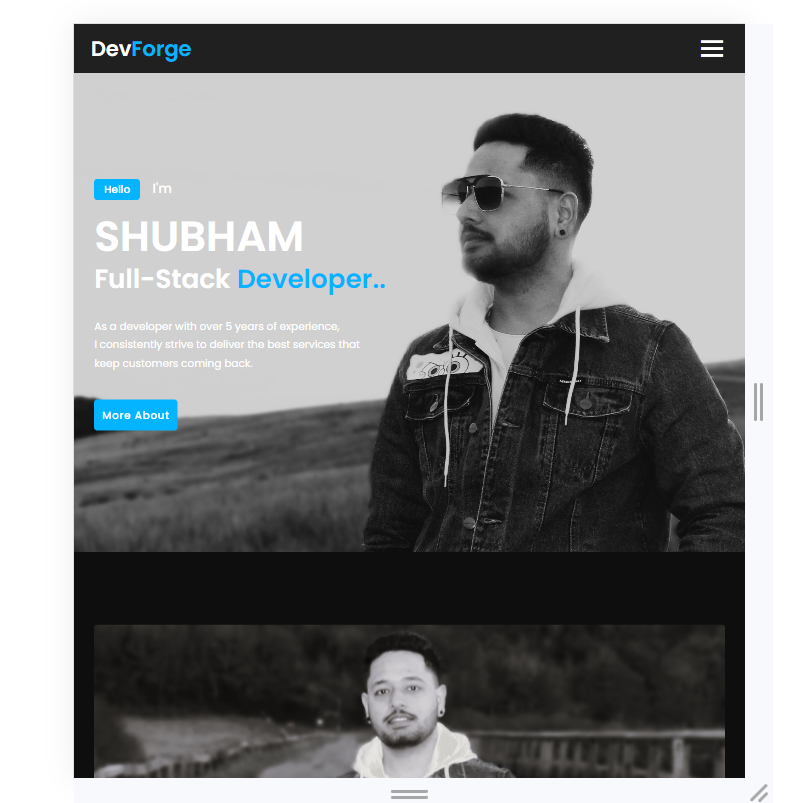 DevForge
Hello I'm
SHUBHAM
Full-Stack Developer..
As a developer with over 5 years of experience,
I consistently strive to deliver the best services that
keep customers coming back.
More About